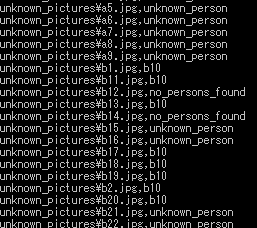 unknown_pictures¥a5.jpg,unknown_person
unknown_pictures¥a6.jpg,unknown_person
unknown_pictures¥a7.jpg,unknown_person
unknown_pictures¥a8.jpg,unknown_person
unknown_pictures¥a9.jpg,unknown_person
unknown_pictures¥b1.jpg,b10
unknown_pictures¥b11.jpg,b10
unknown_pictures¥b12.jpg,no_persons_found
unknown_pictures¥b13.jpg,b10
unknown_pictures¥b14.jpg,no_persons_found
unknown_pictures¥b15.jpg,unknown_person
unknown_pictures¥b16.jpg,unknown_person
unknown_pictures¥b17.jpg,b10
unknown_pictures¥b18.jpg,b10
unknown_pictures¥b19.jpg,b10
unknown_pictures¥b2.jpg,b10
unknown_pictures¥b20.jpg,b10
unknown_pictures¥b21.jpg,unknown_person
unknown_pictures¥b22.jpg,unknown_person